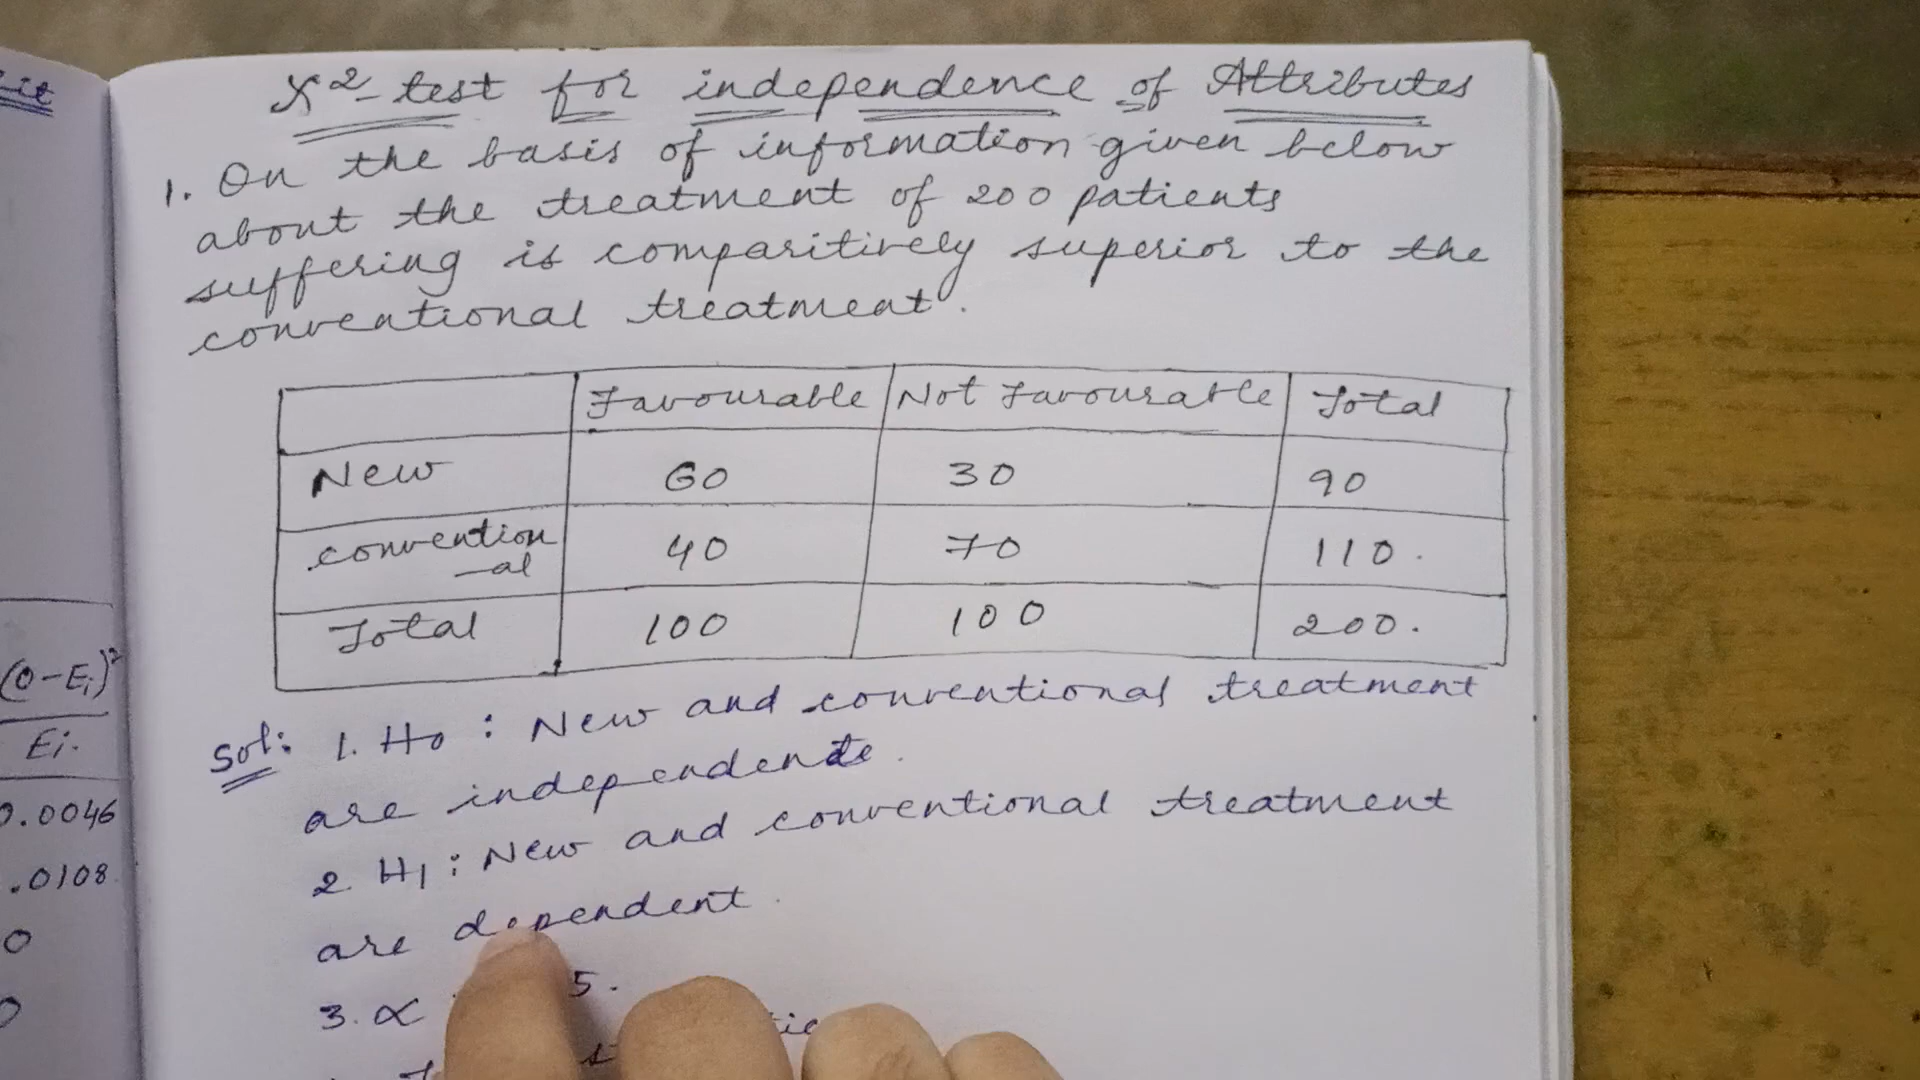 -it
(O-Ei)²
Ei.
0.0046
.0108
0
X²-test for independence of Attributes
1. On the basis of information given below
about the treatment of 200 patients
suffering is comparitively superior to the
conventional treatment.
Favourable Not Favourable Total
New 60 30 90
convention 40 70 110.
-al
Total 100 100 200.
Sol: 1. Ho : New and conventional treatment
are independent
2. H1 : New and conventional treatment
are dependent.
3. ∝ 5.